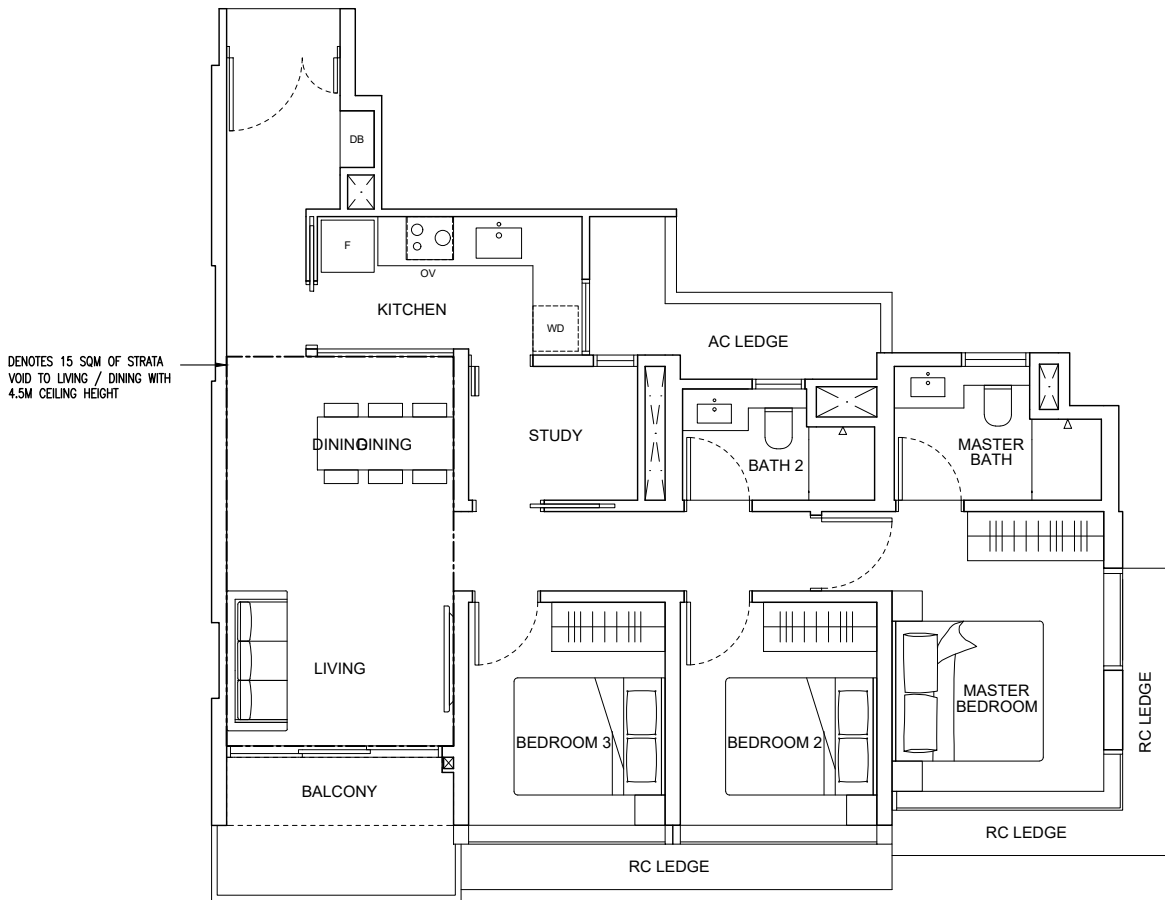 DB
F
OV
KITCHEN
WD
AC LEDGE
DENOTES 15 SQM OF STRATA
VOID TO LIVING / DINING WITH
4.5M CEILING HEIGHT
DINING
DINING
STUDY
BATH 2
MASTER
BATH
LIVING
MASTER
BEDROOM
RC LEDGE
BEDROOM 3
BEDROOM 2
BALCONY
RC LEDGE
RC LEDGE